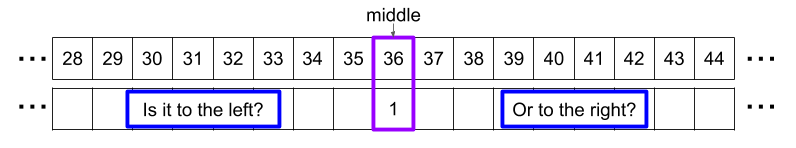 middle
... 28 29 30 31 32 33 34 35 36 37 38 39 40 41 42 43 44 ...
... Is it to the left? 1 Or to the right? ...